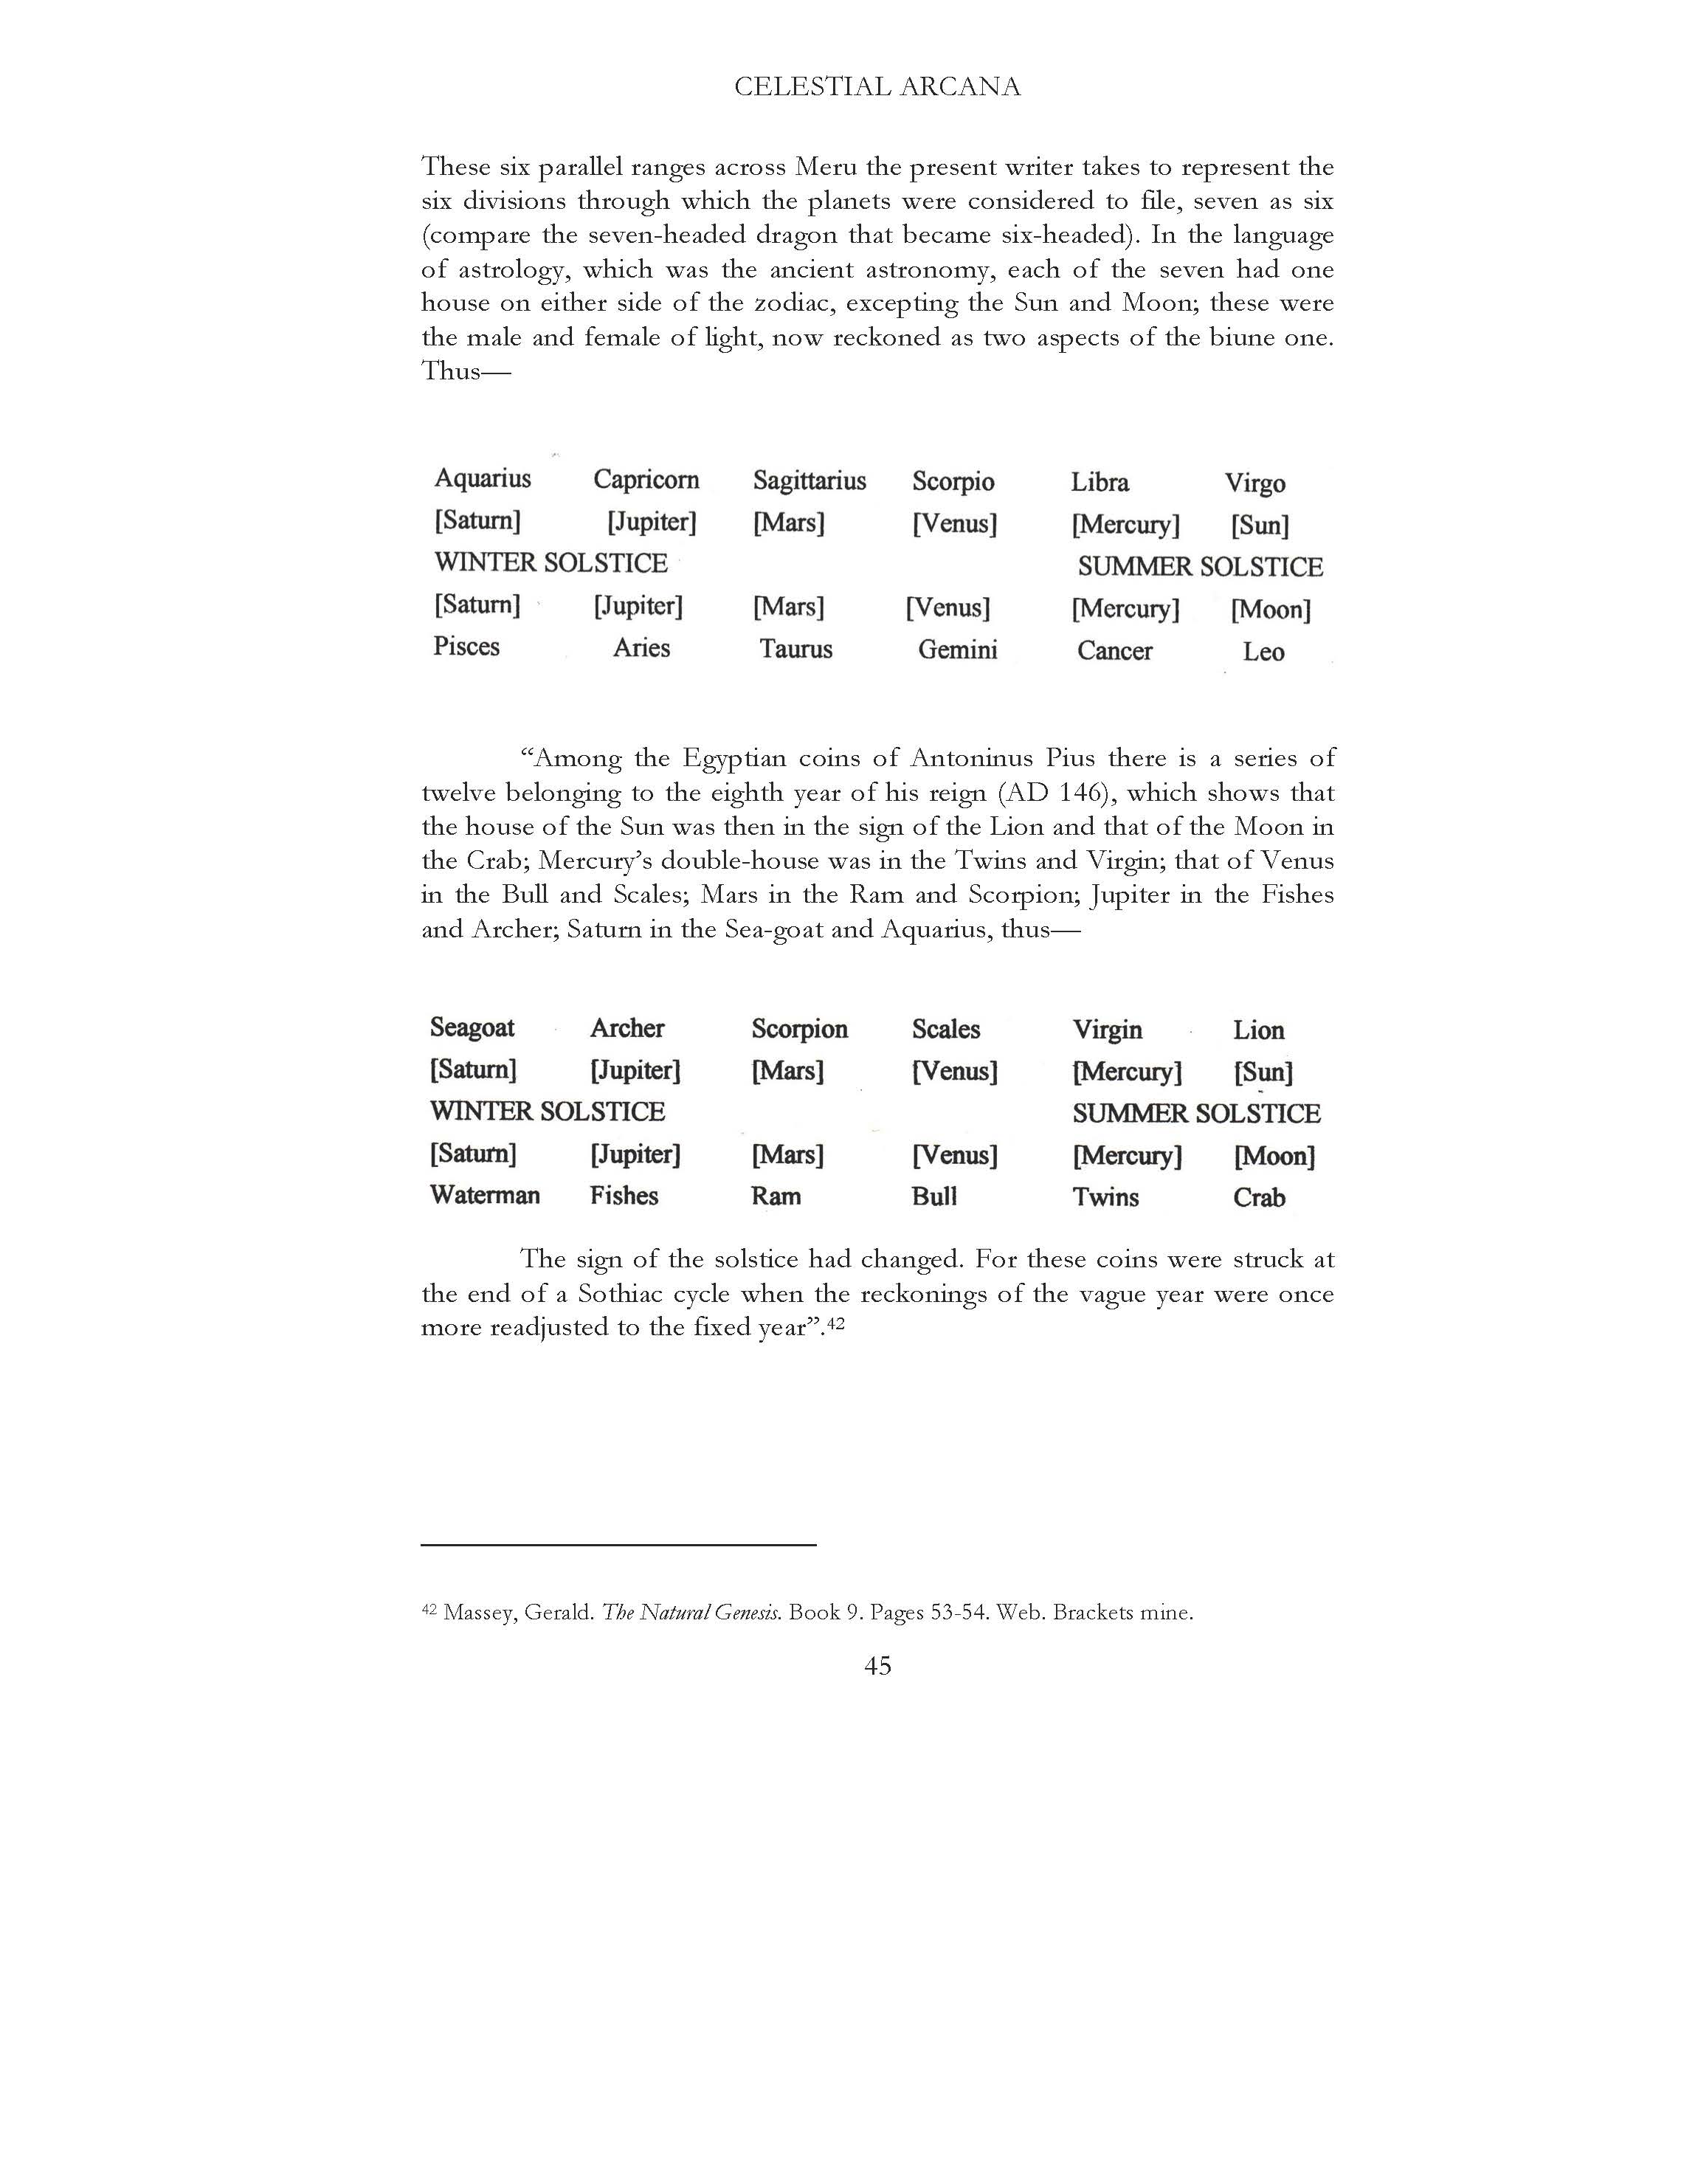 CELESTIAL ARCANA
These six parallel ranges across Meru the present writer takes to represent the
six divisions through which the planets were considered to file, seven as six
(compare the seven-headed dragon that became six-headed). In the language
of astrology, which was the ancient astronomy, each of the seven had one
house on either side of the zodiac, excepting the Sun and Moon; these were
the male and female of light, now reckoned as two aspects of the biune one.
Thus—
Aquarius Capricorn Sagittarius Scorpio Libra Virgo
[Saturn] [Jupiter] [Mars] [Venus] [Mercury] [Sun]
WINTER SOLSTICE SUMMER SOLSTICE
[Saturn] [Jupiter] [Mars] [Venus] [Mercury] [Moon]
Pisces Aries Taurus Gemini Cancer Leo
“Among the Egyptian coins of Antoninus Pius there is a series of
twelve belonging to the eighth year of his reign (AD 146), which shows that
the house of the Sun was then in the sign of the Lion and that of the Moon in
the Crab; Mercury’s double-house was in the Twins and Virgin; that of Venus
in the Bull and Scales; Mars in the Ram and Scorpion; Jupiter in the Fishes
and Archer; Saturn in the Sea-goat and Aquarius, thus—
Seagoat Archer Scorpion Scales Virgin Lion
[Saturn] [Jupiter] [Mars] [Venus] [Mercury] [Sun]
WINTER SOLSTICE SUMMER SOLSTICE
[Saturn] [Jupiter] [Mars] [Venus] [Mercury] [Moon]
Waterman Fishes Ram Bull Twins Crab
The sign of the solstice had changed. For these coins were struck at
the end of a Sothiac cycle when the reckonings of the vague year were once
more readjusted to the fixed year”.42
42 Massey, Gerald. The Natural Genesis. Book 9. Pages 53-54. Web. Brackets mine.
45